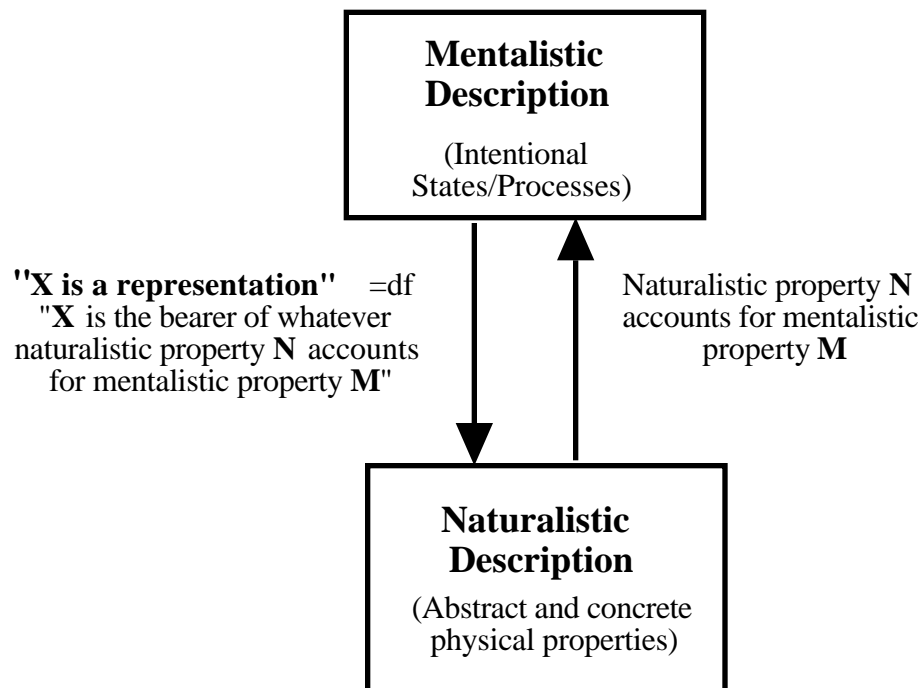 Mentalistic
Description
(Intentional
States/Processes)
"X is a representation" =df
"X is the bearer of whatever
naturalistic property N accounts
for mentalistic property M"
Naturalistic property N
accounts for mentalistic
property M
Naturalistic
Description
(Abstract and concrete
physical properties)